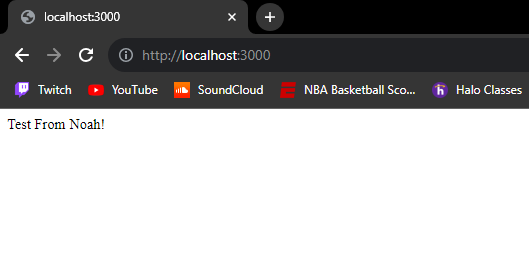 localhost:3000
http://localhost:3000
Twitch YouTube SoundCloud NBA Basketball Sco... Halo Classes
Test From Noah!